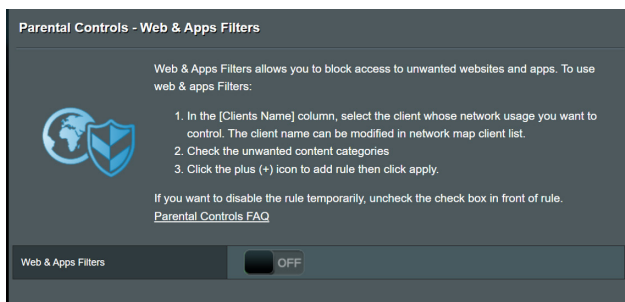 Parental Controls - Web & Apps Filters
Web & Apps Filters allows you to block access to unwanted websites and apps. To use
web & apps Filters:
1. In the [Clients Name] column, select the client whose network usage you want to
control. The client name can be modified in network map client list.
2. Check the unwanted content categories
3. Click the plus (+) icon to add rule then click apply.
If you want to disable the rule temporarily, uncheck the check box in front of rule.
Parental Controls FAQ
Web & Apps Filters
OFF